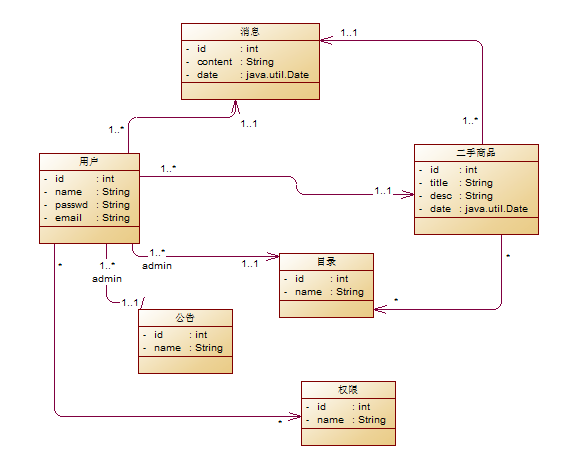 消息
- id : int
- content : String
- date : java.util.Date
1..1
1..*
1..1
1..*
用户
- id : int
- name : String
- passwd : String
- email : String
二手商品
- id : int
- title : String
- desc : String
- date : java.util.Date
1..*
1..1
*
1..*
admin
1..*
admin
1..1
*
目录
- id : int
- name : String
1..1
*
公告
- id : int
- name : String
权限
- id : int
- name : String
*